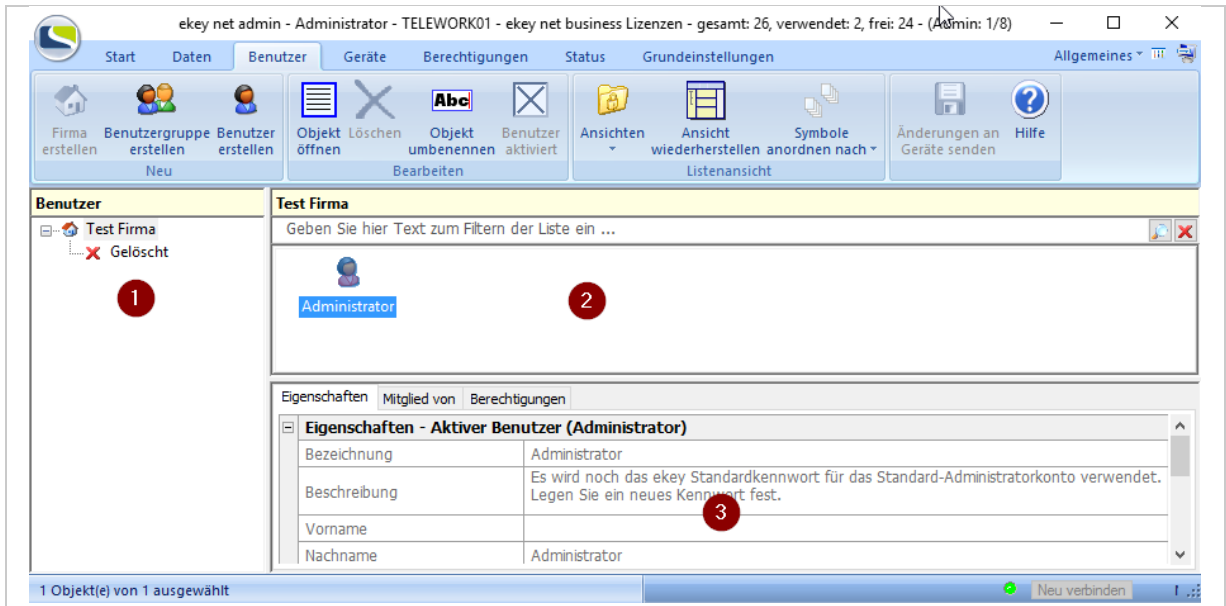 ekey net admin - Administrator - TELEWORK01 - ekey net business Lizenzen - gesamt: 26, verwendet: 2, frei: 24 - (Admin: 1/8)
Start Daten Benutzer Geräte Berechtigungen Status Grundeinstellungen Allgemeines
Firma erstellen
Benutzergruppe erstellen
Benutzer erstellen
Neu
Objekt öffnen
Löschen
Abc
Objekt umbenennen
Benutzer aktiviert
Bearbeiten
Ansichten
Ansicht wiederherstellen
Symbole anordnen nach
Listenansicht
Änderungen an Geräte senden
Hilfe
Benutzer
Test Firma
Gelöscht
1
Test Firma
Geben Sie hier Text zum Filtern der Liste ein ...
Administrator
2
Eigenschaften Mitglied von Berechtigungen
Eigenschaften - Aktiver Benutzer (Administrator)
Bezeichnung Administrator
Beschreibung Es wird noch das ekey Standardkennwort für das Standard-Administratorkonto verwendet.
Legen Sie ein neues Kennwort fest.
3
Vorname
Nachname Administrator
1 Objekt(e) von 1 ausgewählt
Neu verbinden